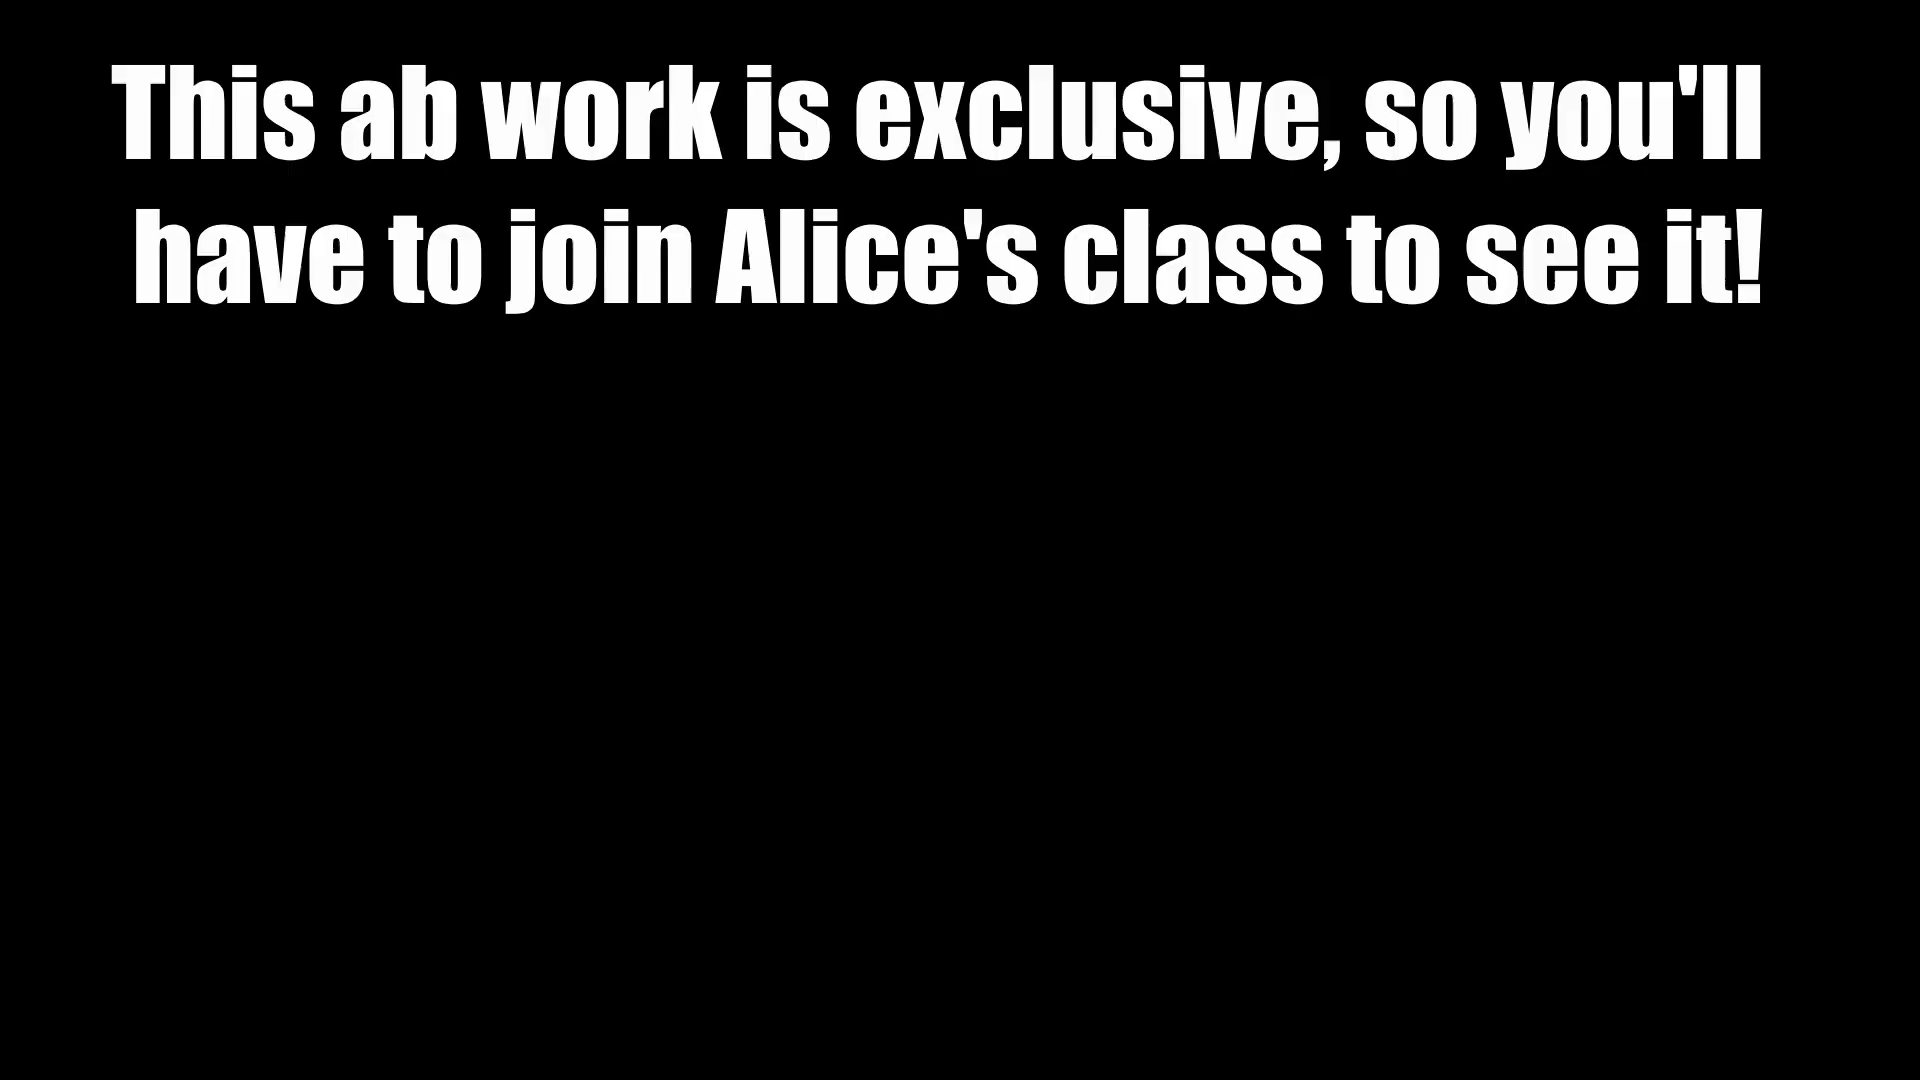 This ab work is exclusive, so you'll
have to join Alice's class to see it!